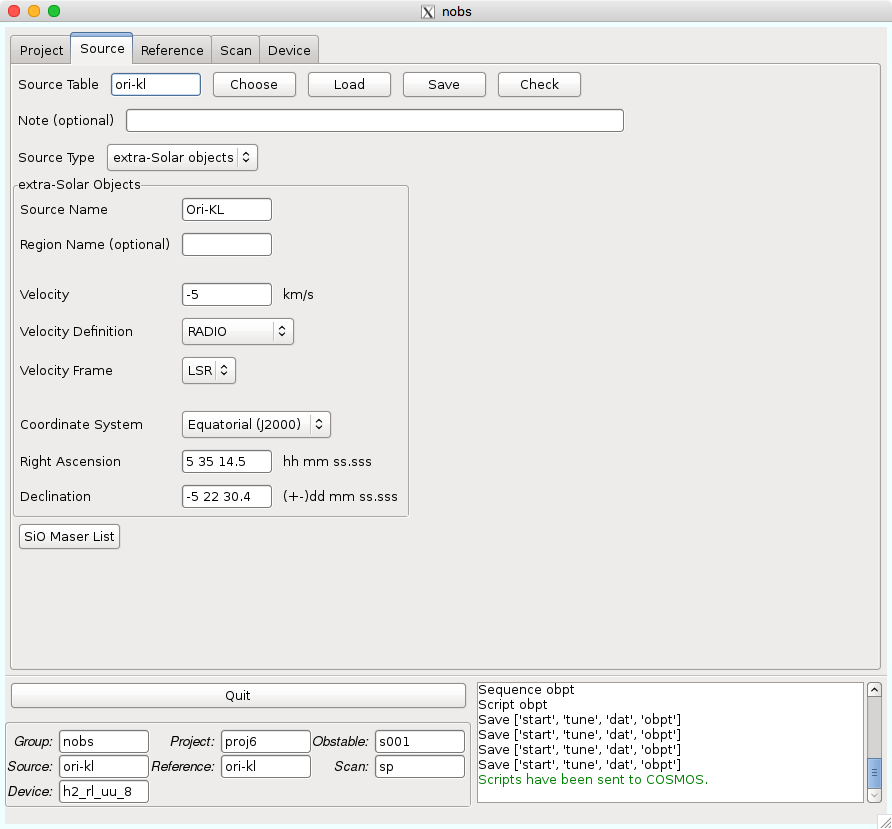 nobs
Project Source Reference Scan Device
Source Table ori-kl Choose Load Save Check
Note (optional)
Source Type extra-Solar objects
extra-Solar Objects
Source Name Ori-KL
Region Name (optional)
Velocity -5 km/s
Velocity Definition RADIO
Velocity Frame LSR
Coordinate System Equatorial (J2000)
Right Ascension 5 35 14.5 hh mm ss.sss
Declination -5 22 30.4 (+-)dd mm ss.sss
SiO Maser List
Quit
Group: nobs Project: proj6 Obstable: s001
Source: ori-kl Reference: ori-kl Scan: sp
Device: h2_rl_uu_8
Sequence obpt
Script obpt
Save ['start', 'tune', 'dat', 'obpt']
Save ['start', 'tune', 'dat', 'obpt']
Save ['start', 'tune', 'dat', 'obpt']
Save ['start', 'tune', 'dat', 'obpt']
Scripts have been sent to COSMOS.